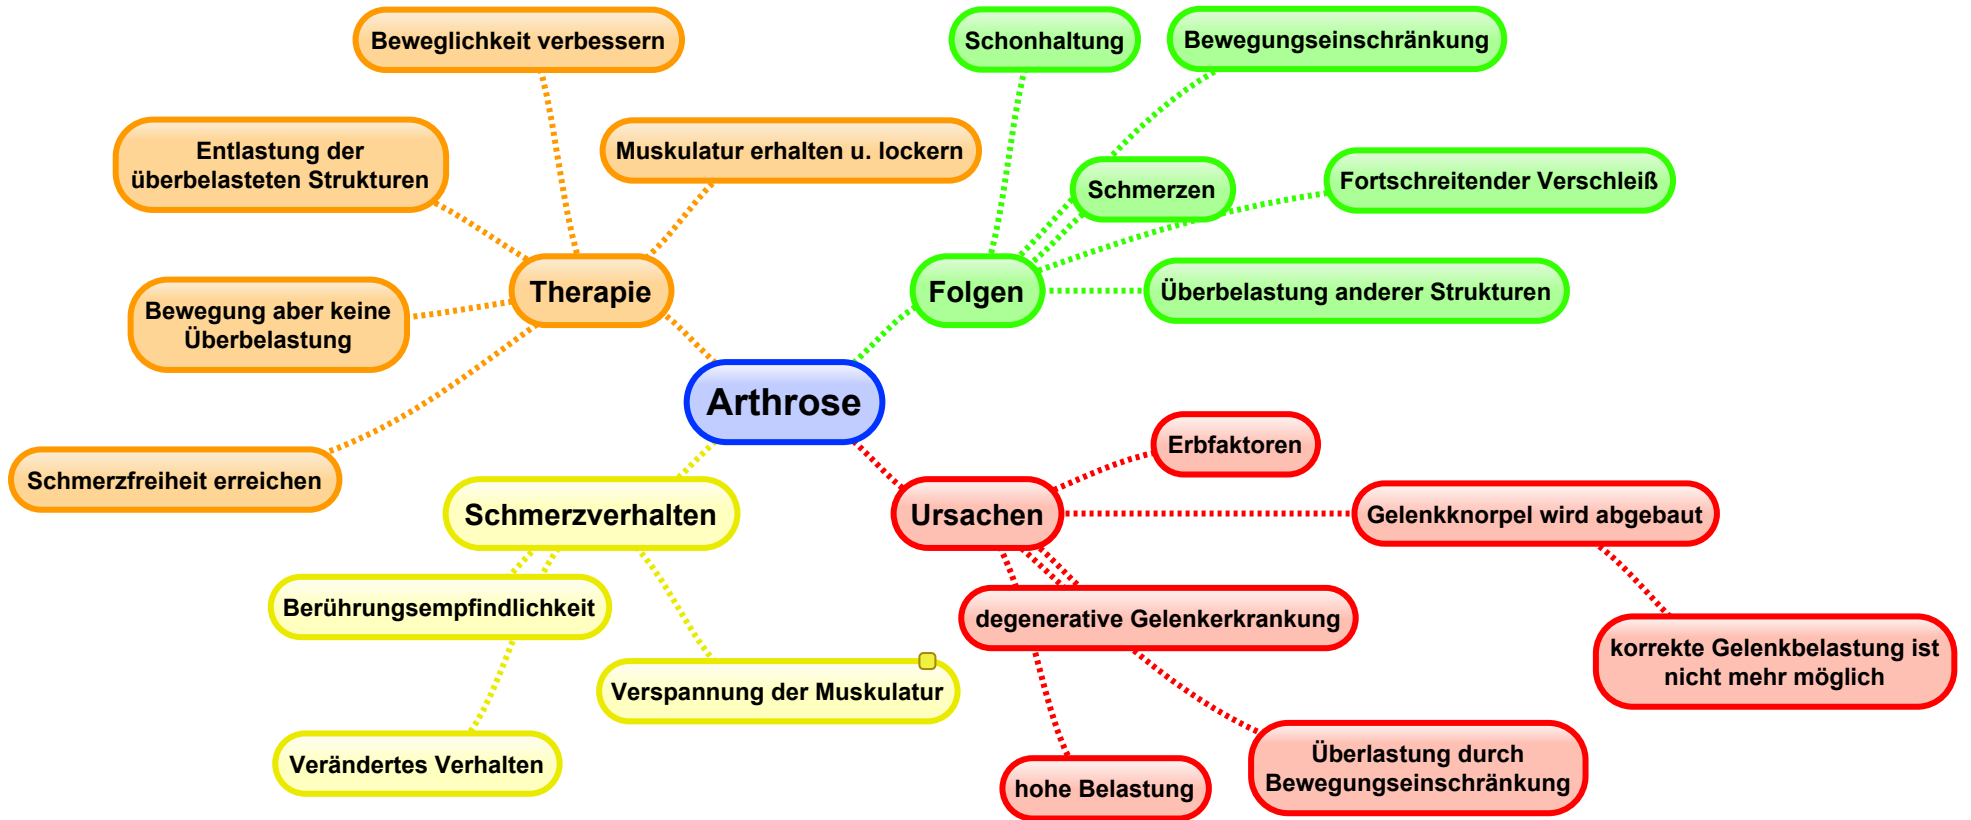 Beweglichkeit verbessern
Schonhaltung
Bewegungseinschränkung
Entlastung der
überbelasteten Strukturen
Muskulatur erhalten u. lockern
Schmerzen
Fortschreitender Verschleiß
Therapie
Folgen
Überbelastung anderer Strukturen
Bewegung aber keine
Überbelastung
Arthrose
Erbfaktoren
Schmerzfreiheit erreichen
Schmerzverhalten
Ursachen
Gelenkknorpel wird abgebaut
Berührungsempfindlichkeit
degenerative Gelenkerkrankung
korrekte Gelenkbelastung ist
nicht mehr möglich
Verspannung der Muskulatur
Verändertes Verhalten
hohe Belastung
Überlastung durch
Bewegungseinschränkung